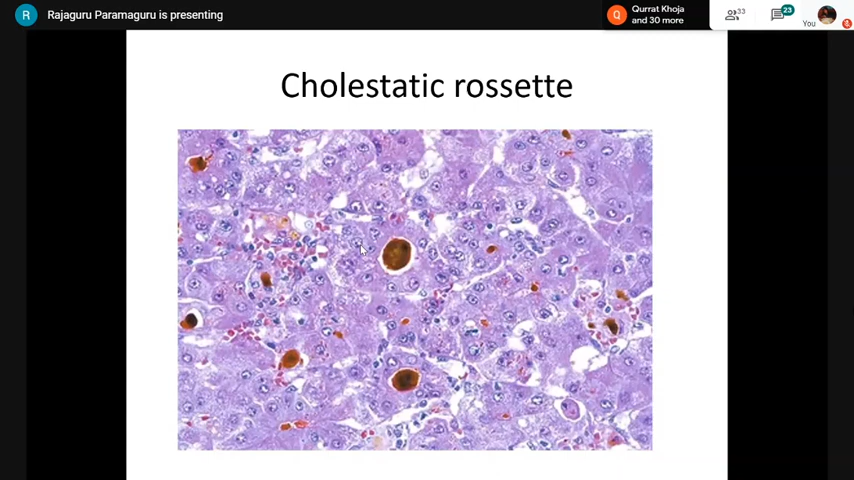 R
Rajaguru Paramaguru is presenting
Q
Qurrat Khoja
and 30 more
33
23
You
Cholestatic rossette